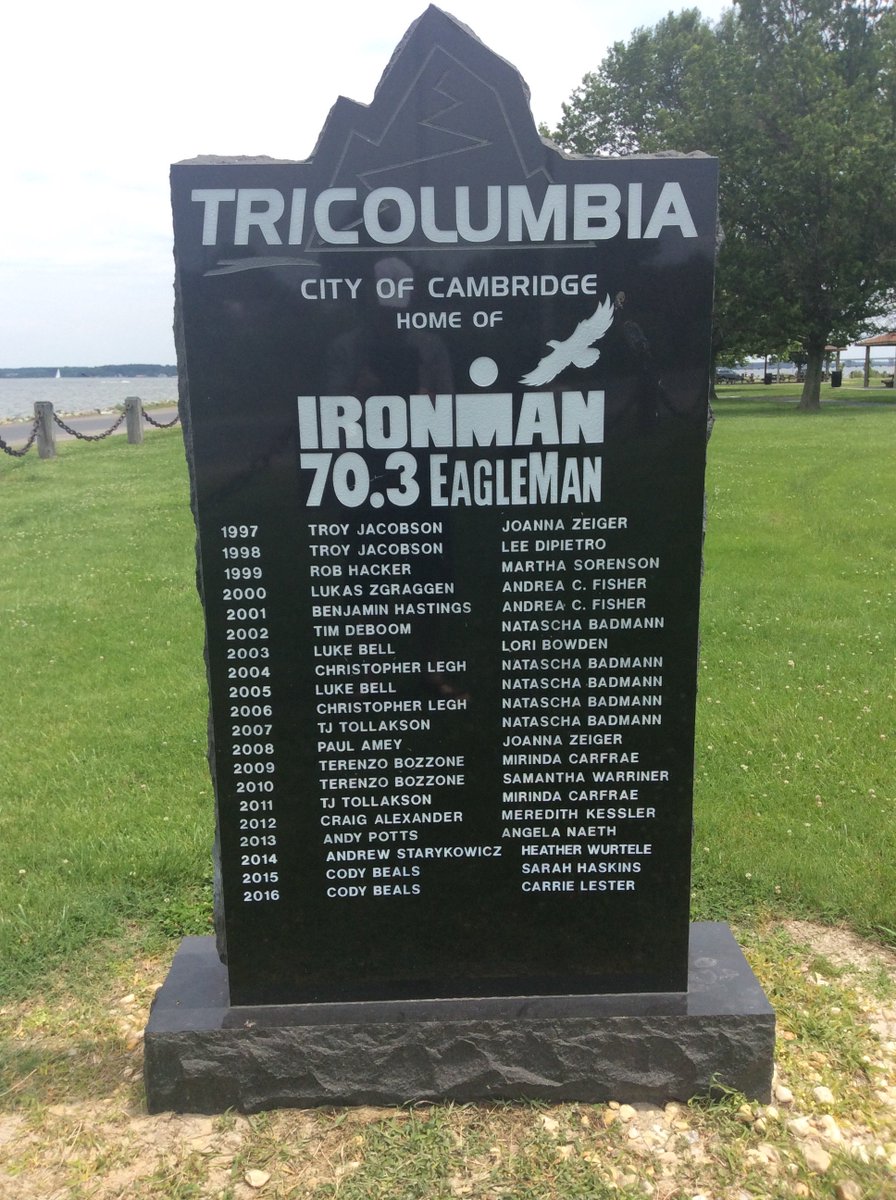 TRICOLUMBIA
CITY OF CAMBRIDGE
HOME OF
IRONMAN
70.3 EAGLEMAN
1997 TROY JACOBSON JOANNA ZEIGER
1998 TROY JACOBSON LEE DIPIETRO
1999 ROB HACKER MARTHA SORENSON
2000 LUKAS ZGRAGGEN ANDREA C. FISHER
2001 BENJAMIN HASTINGS ANDREA C. FISHER
2002 TIM DEBOOM NATASCHA BADMANN
2003 LUKE BELL LORI BOWDEN
2004 CHRISTOPHER LEGH NATASCHA BADMANN
2005 LUKE BELL NATASCHA BADMANN
2006 CHRISTOPHER LEGH NATASCHA BADMANN
2007 TJ TOLLAKSON NATASCHA BADMANN
2008 PAUL AMEY JOANNA ZEIGER
2009 TERENZO BOZZONE MIRINDA CARFRAE
2010 TERENZO BOZZONE SAMANTHA WARRINER
2011 TJ TOLLAKSON MIRINDA CARFRAE
2012 CRAIG ALEXANDER MEREDITH KESSLER
2013 ANDY POTTS ANGELA NAETH
2014 ANDREW STARYKOWICZ HEATHER WURTELE
2015 CODY BEALS SARAH HASKINS
2016 CODY BEALS CARRIE LESTER